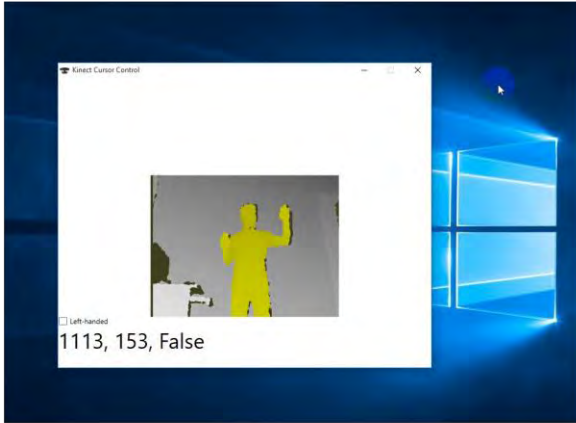 Kinect Cursor Control
Left-handed
1113, 153, False